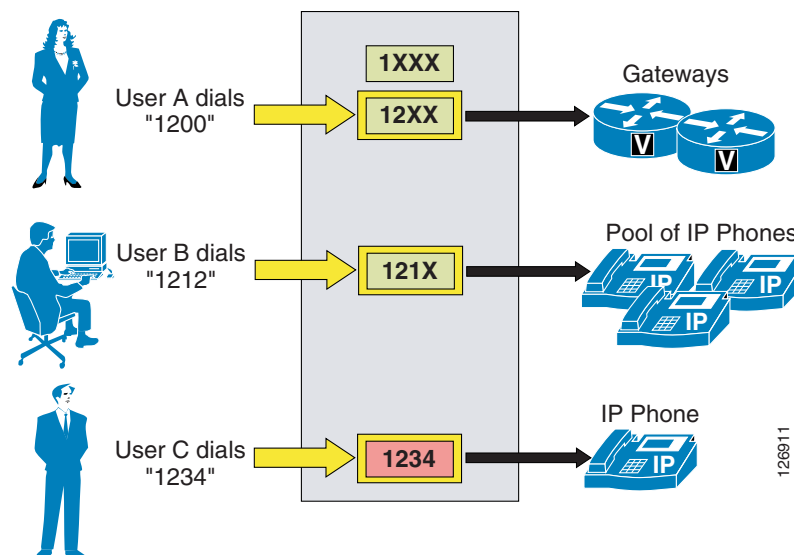 1XXX
User A dials
"1200"
12XX
Gateways
V
V
User B dials
"1212"
121X
Pool of IP Phones
IP
IP
IP
User C dials
"1234"
1234
IP Phone
IP
126911